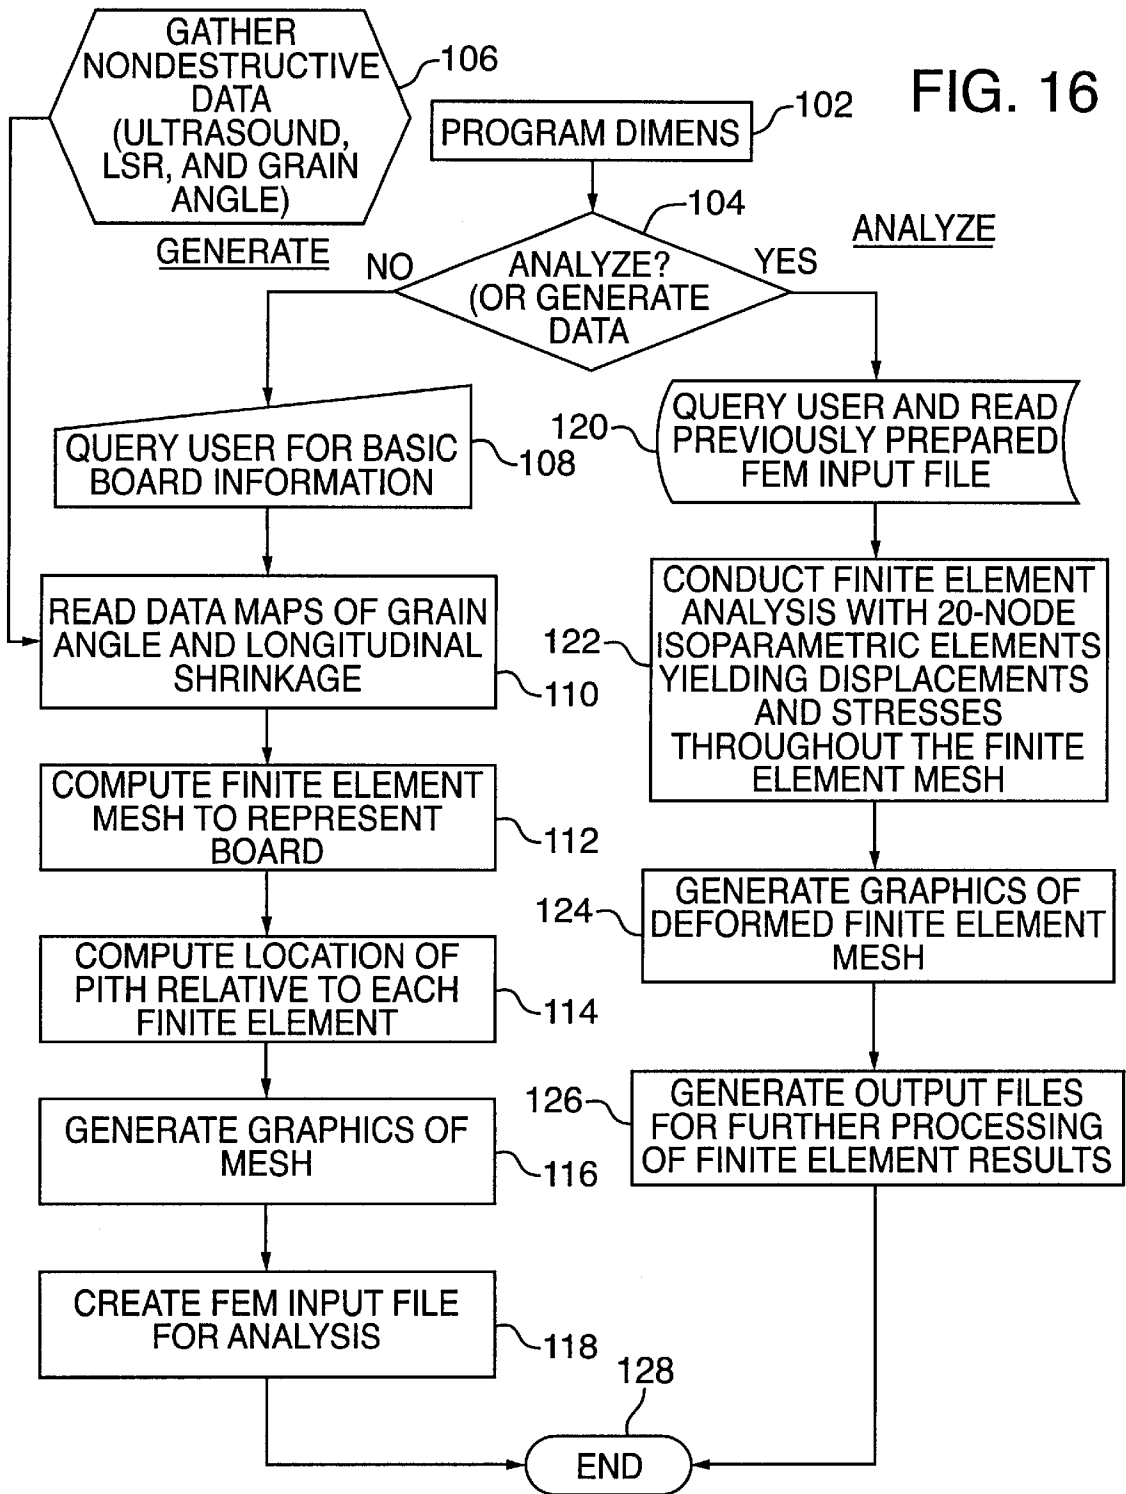 GATHER
NONDESTRUCTIVE
DATA
(ULTRASOUND,
LSR, AND GRAIN
ANGLE)
106
FIG. 16
PROGRAM DIMENS
102
104
GENERATE
ANALYZE
NO
ANALYZE?
(OR GENERATE
DATA
YES
QUERY USER FOR BASIC
BOARD INFORMATION
108
READ DATA MAPS OF GRAIN
ANGLE AND LONGITUDINAL
SHRINKAGE
110
COMPUTE FINITE ELEMENT
MESH TO REPRESENT
BOARD
112
COMPUTE LOCATION OF
PITH RELATIVE TO EACH
FINITE ELEMENT
114
GENERATE GRAPHICS OF
MESH
116
CREATE FEM INPUT FILE
FOR ANALYSIS
118
120
QUERY USER AND READ
PREVIOUSLY PREPARED
FEM INPUT FILE
122
CONDUCT FINITE ELEMENT
ANALYSIS WITH 20-NODE
ISOPARAMETRIC ELEMENTS
YIELDING DISPLACEMENTS
AND STRESSES
THROUGHOUT THE FINITE
ELEMENT MESH
124
GENERATE GRAPHICS OF
DEFORMED FINITE ELEMENT
MESH
126
GENERATE OUTPUT FILES
FOR FURTHER PROCESSING
OF FINITE ELEMENT RESULTS
128
END